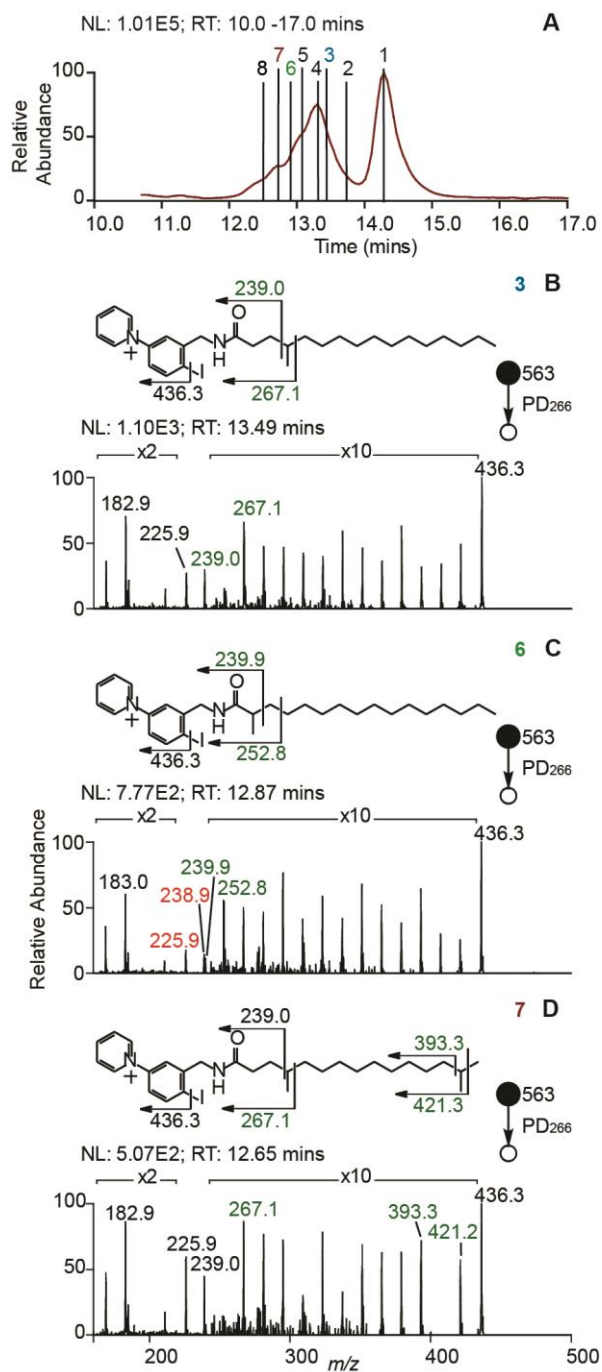 NL: 1.01E5; RT: 10.0 -17.0 mins
A
8 7 6 5 4 3 2 1
Relative Abundance
100
50
0
10.0 11.0 12.0 13.0 14.0 15.0 16.0 17.0
Time (mins)
3 B
239.0
O
N
+
N
H
I
436.3
267.1
563
PD266
NL: 1.10E3; RT: 13.49 mins
x2 x10
100
50
0
182.9
225.9
239.0
267.1
436.3
6 C
239.9
O
N
+
N
H
I
436.3
252.8
563
PD266
NL: 7.77E2; RT: 12.87 mins
x2 x10
Relative Abundance
100
50
0
183.0
225.9
238.9
239.9
252.8
436.3
7 D
239.0
393.3
O
N
+
N
H
I
436.3
267.1
421.3
563
PD266
NL: 5.07E2; RT: 12.65 mins
x2 x10
100
50
0
182.9
225.9
239.0
267.1
393.3
421.2
436.3
200 300 400 500
m/z